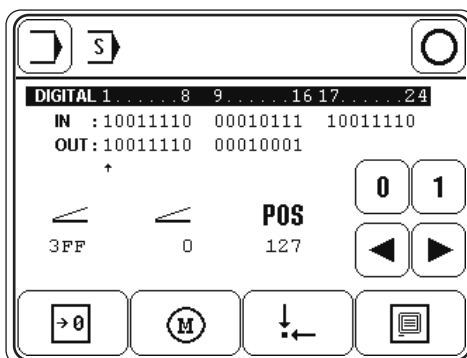 S
DIGITAL 1......8 9......16 17......24
IN :10011110 00010111 10011110
OUT:10011110 00010001
0 1
POS
3FF 0 127
→0 M